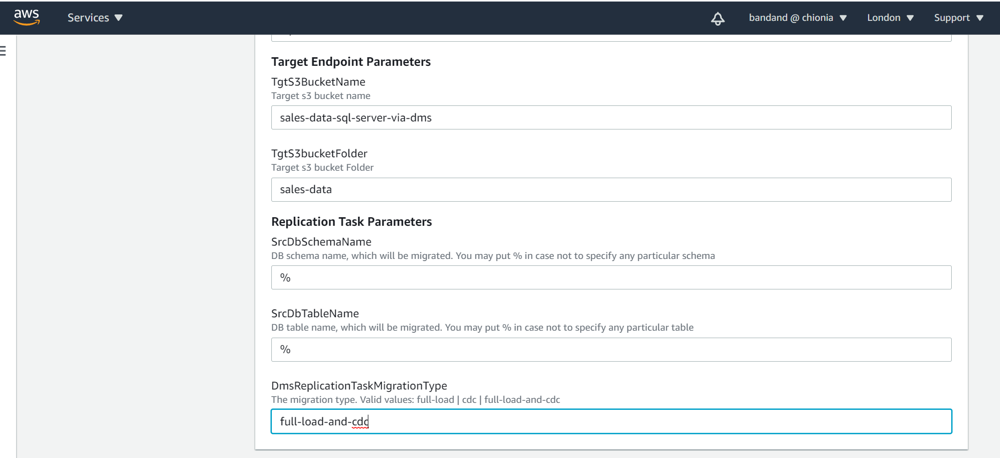 aws Services bandand @ chionia London Support
Target Endpoint Parameters
TgtS3BucketName
Target s3 bucket name
sales-data-sql-server-via-dms
TgtS3bucketFolder
Target s3 bucket Folder
sales-data
Replication Task Parameters
SrcDbSchemaName
DB schema name, which will be migrated. You may put % in case not to specify any particular schema
%
SrcDbTableName
DB table name, which will be migrated. You may put % in case not to specify any particular table
%
DmsReplicationTaskMigrationType
The migration type. Valid values: full-load | cdc | full-load-and-cdc
full-load-and-cdc